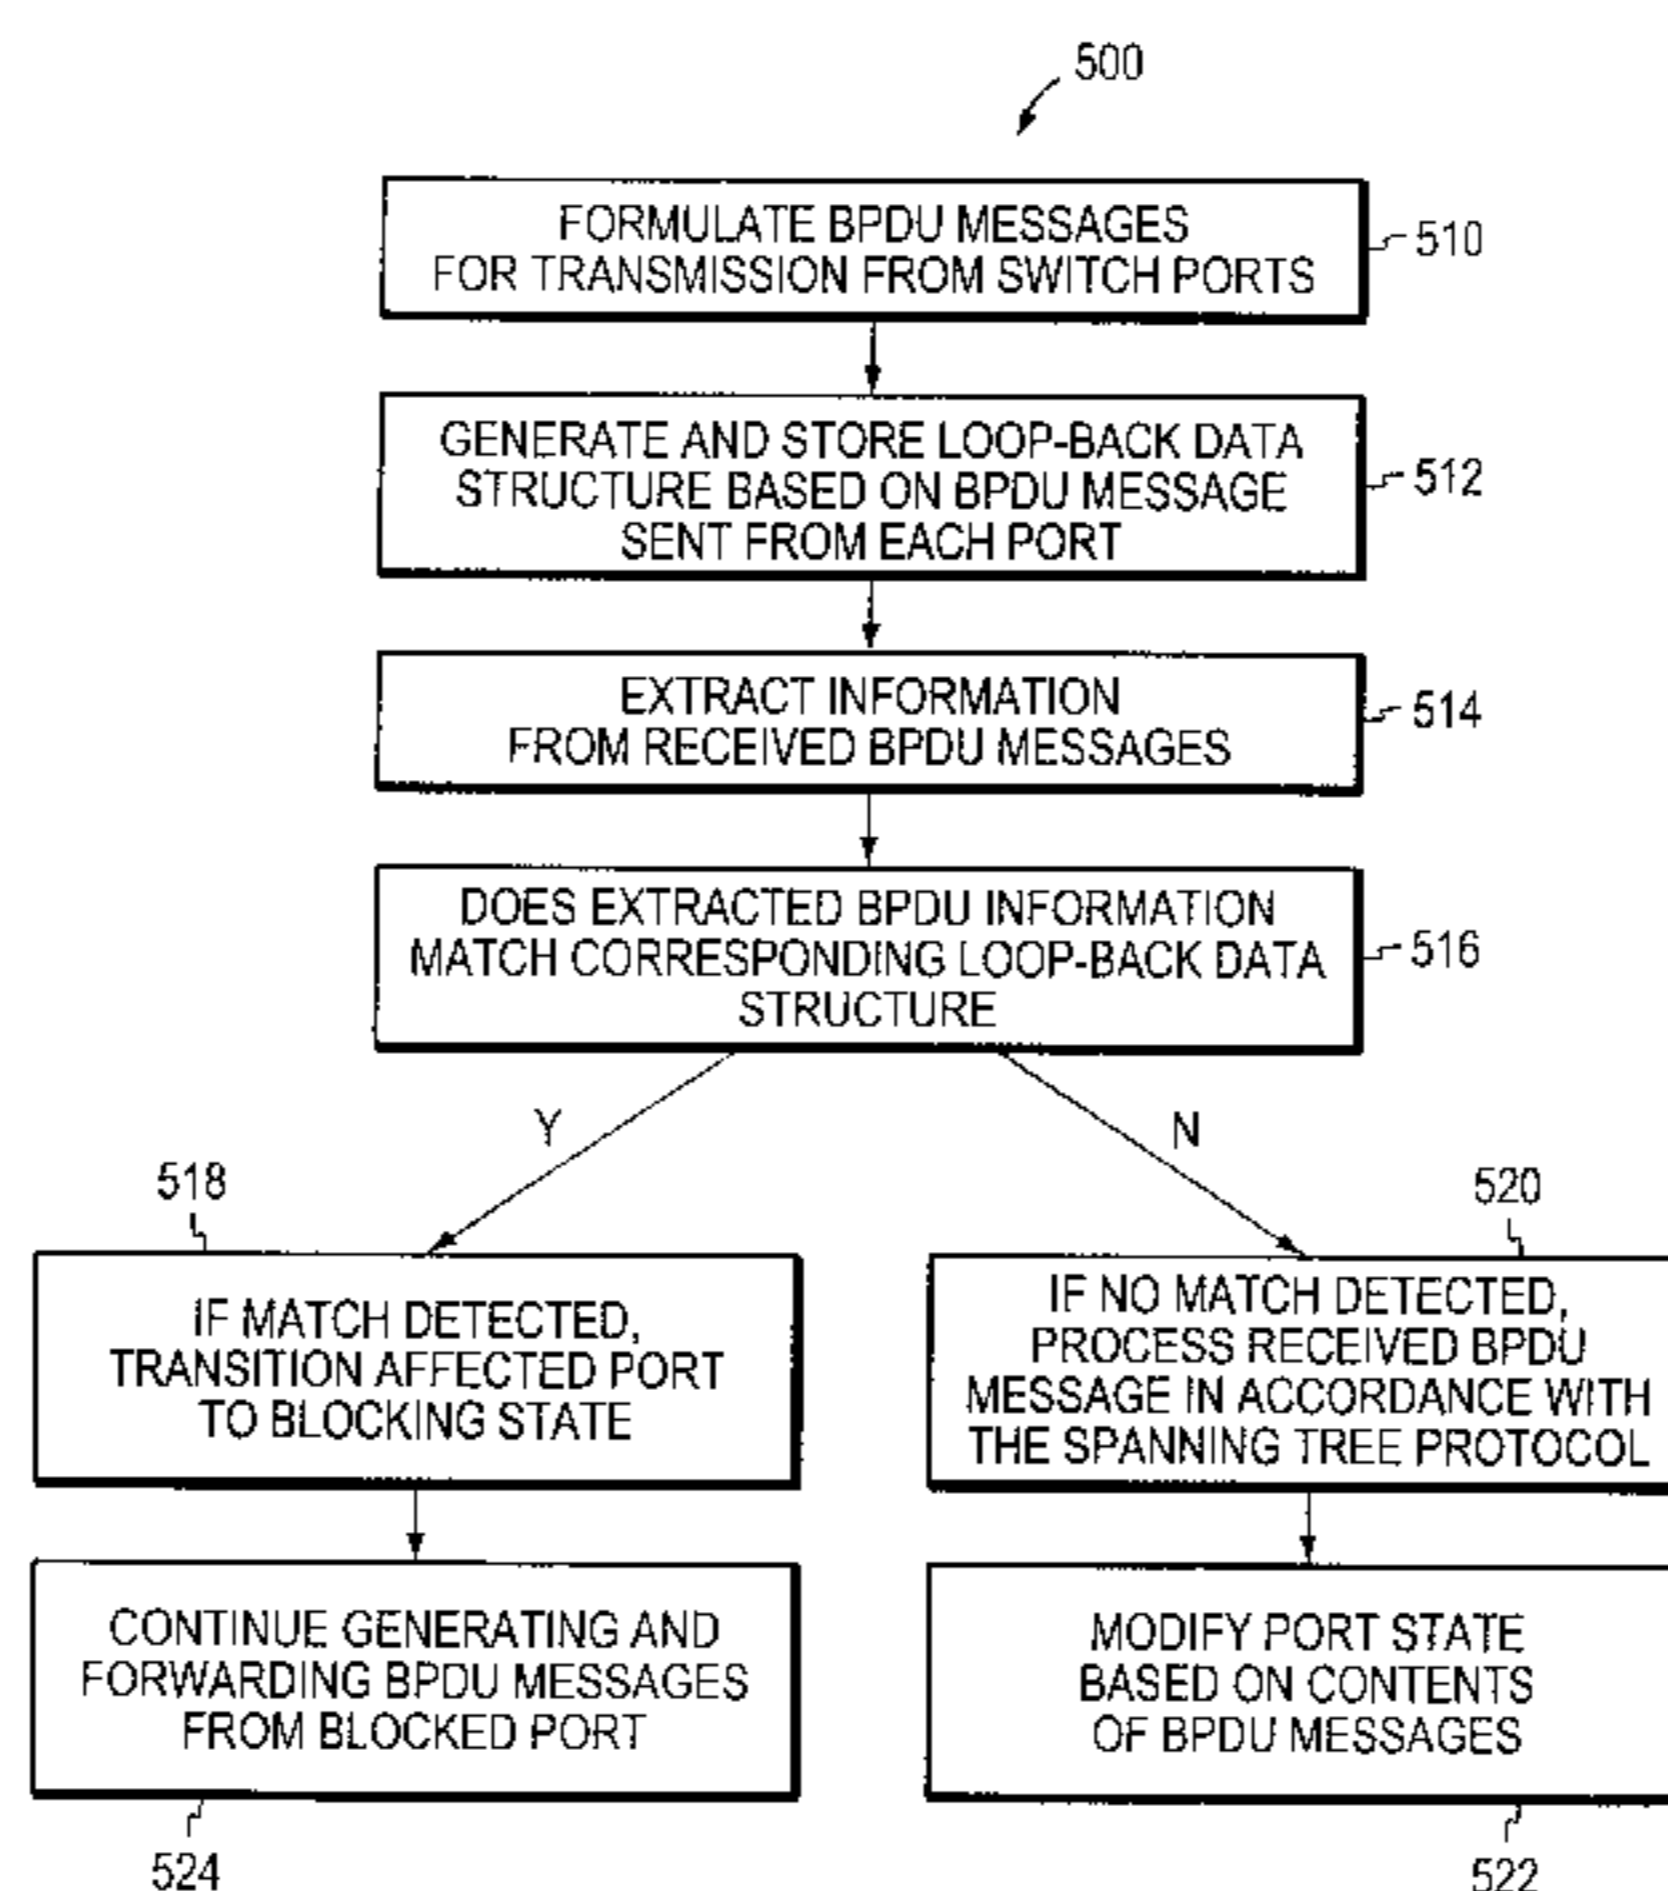 500
FORMULATE BPDU MESSAGES
FOR TRANSMISSION FROM SWITCH PORTS
510
GENERATE AND STORE LOOP-BACK DATA
STRUCTURE BASED ON BPDU MESSAGE
SENT FROM EACH PORT
512
EXTRACT INFORMATION
FROM RECEIVED BPDU MESSAGES
514
DOES EXTRACTED BPDU INFORMATION
MATCH CORRESPONDING LOOP-BACK DATA
STRUCTURE
516
Y
N
518
IF MATCH DETECTED,
TRANSITION AFFECTED PORT
TO BLOCKING STATE
520
IF NO MATCH DETECTED,
PROCESS RECEIVED BPDU
MESSAGE IN ACCORDANCE WITH
THE SPANNING TREE PROTOCOL
CONTINUE GENERATING AND
FORWARDING BPDU MESSAGES
FROM BLOCKED PORT
524
MODIFY PORT STATE
BASED ON CONTENTS
OF BPDU MESSAGES
522